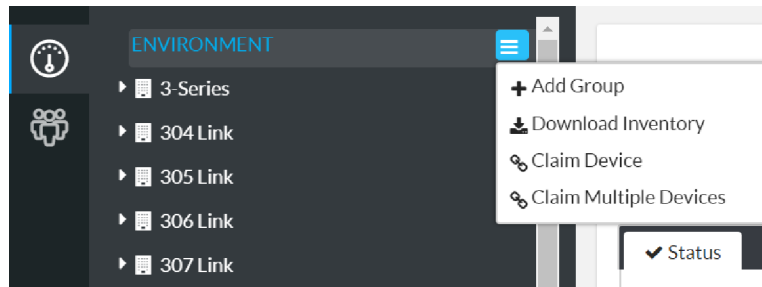 ENVIRONMENT
3-Series
304 Link
305 Link
306 Link
307 Link
Add Group
Download Inventory
Claim Device
Claim Multiple Devices
Status